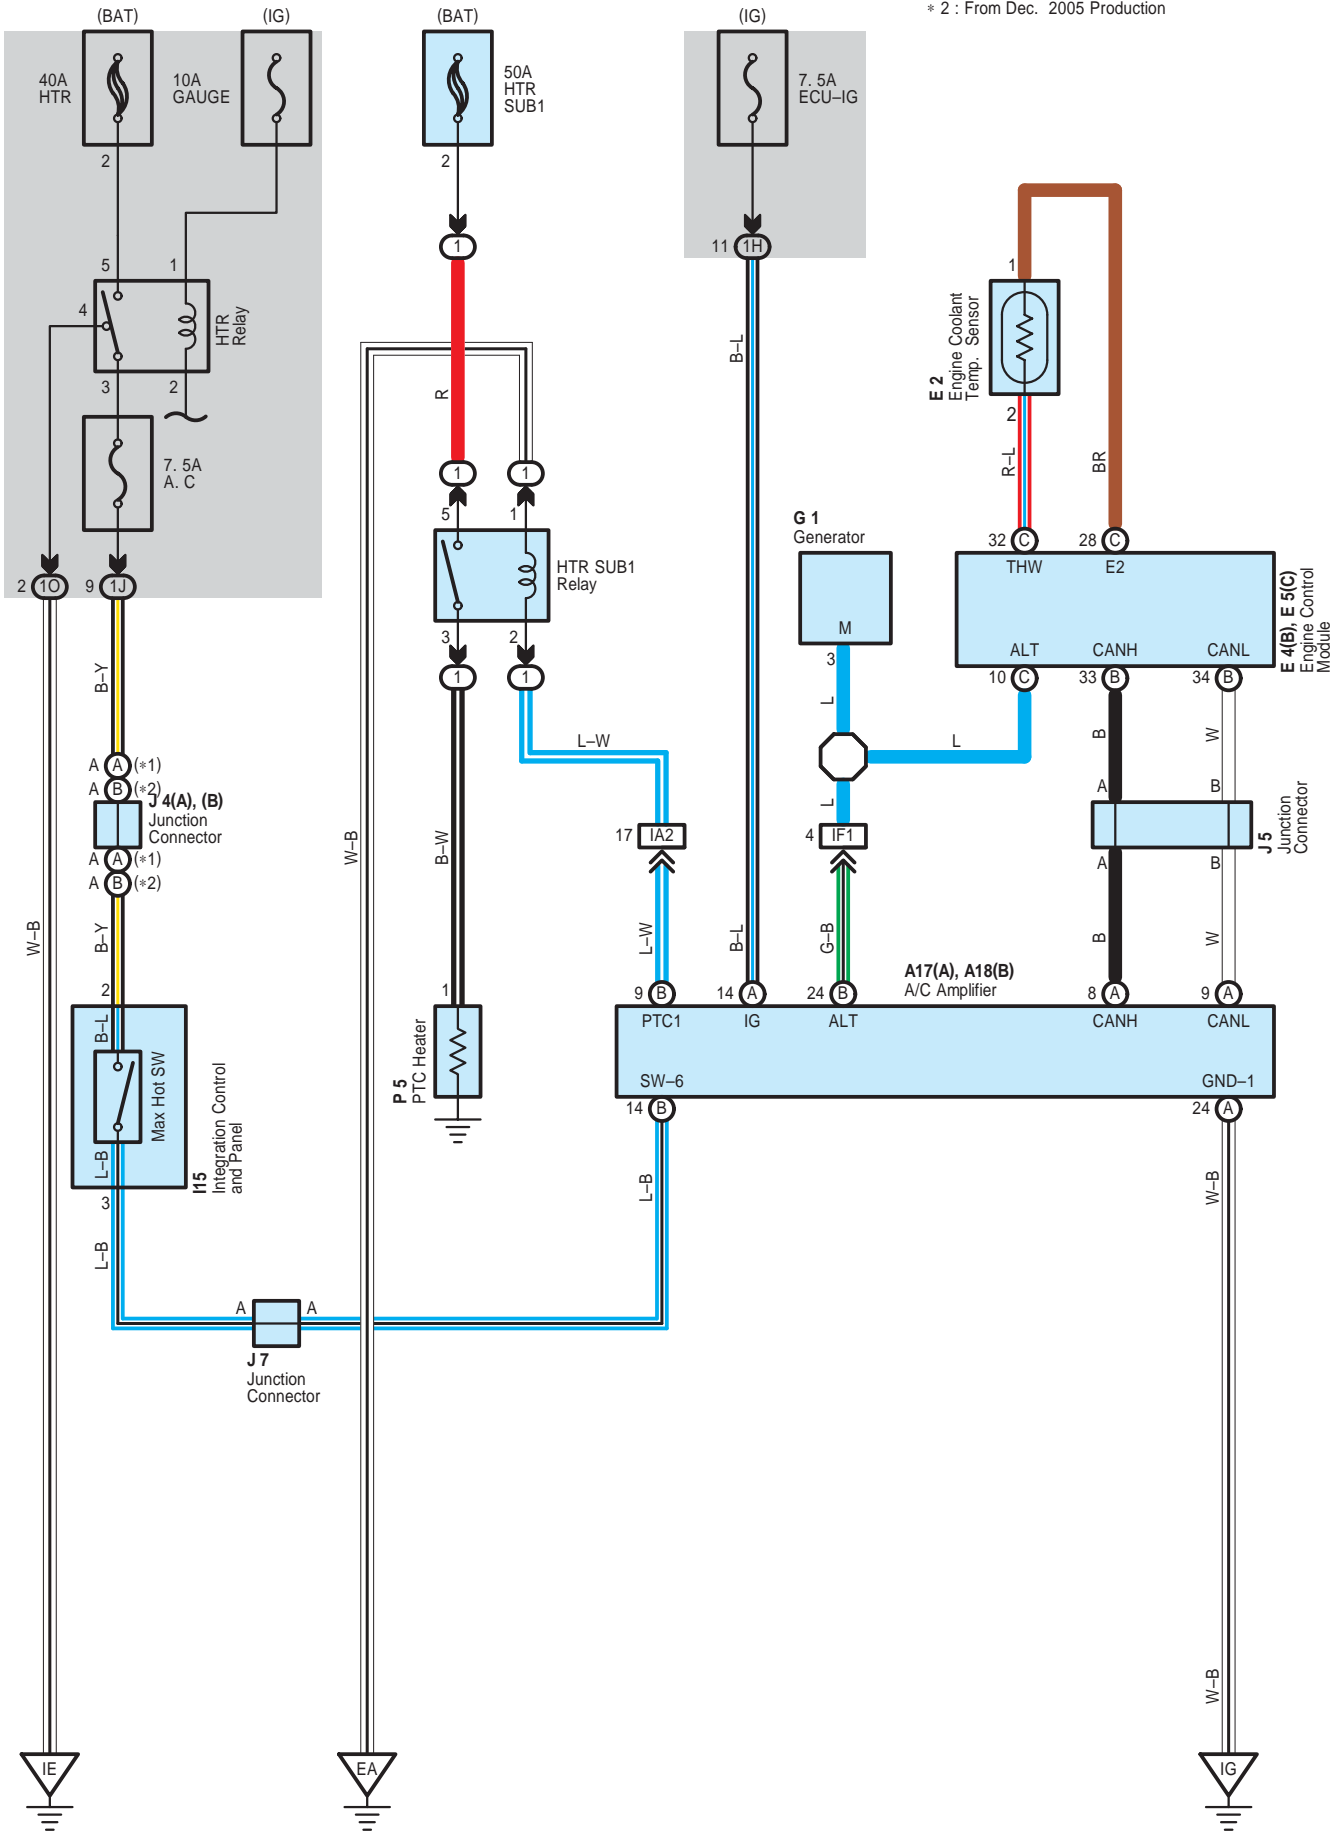 ∗ 2 : From Dec. 2005 Production
(BAT)
(IG)
(BAT)
(IG)
40A
HTR
10A
GAUGE
50A
HTR
SUB1
7. 5A
ECU–IG
2
2
1
11
1H
5
1
4
HTR
Relay
3
2
7. 5A
A. C
2
1O
9
1J
R
B–L
1
1
5
1
HTR SUB1
Relay
3
2
1
1
1
E 2
Engine Coolant
Temp. Sensor
2
R–L
BR
32
C
28
C
THW
E2
ALT
CANH
CANL
E 4(B), E 5(C)
Engine Control
Module
10
C
33
B
34
B
G 1
Generator
M
3
L
L
L
4
IF1
G–B
B–Y
A
A
(∗1)
A
B
(∗2)
J 4(A), (B)
Junction
Connector
A
A
(∗1)
A
B
(∗2)
W–B
B–Y
W–B
B–W
L–W
17
IA2
L–W
B–L
B
W
A
B
J 5
Junction
Connector
A
B
B
W
A17(A), A18(B)
A/C Amplifier
9
B
14
A
24
B
8
A
9
A
PTC1
IG
ALT
CANH
CANL
SW–6
GND–1
14
B
24
A
2
B–L
Max Hot SW
L–B
I15
Integration Control
and Panel
3
L–B
1
P 5
PTC Heater
L–B
W–B
A
A
J 7
Junction
Connector
W–B
IE
EA
IG